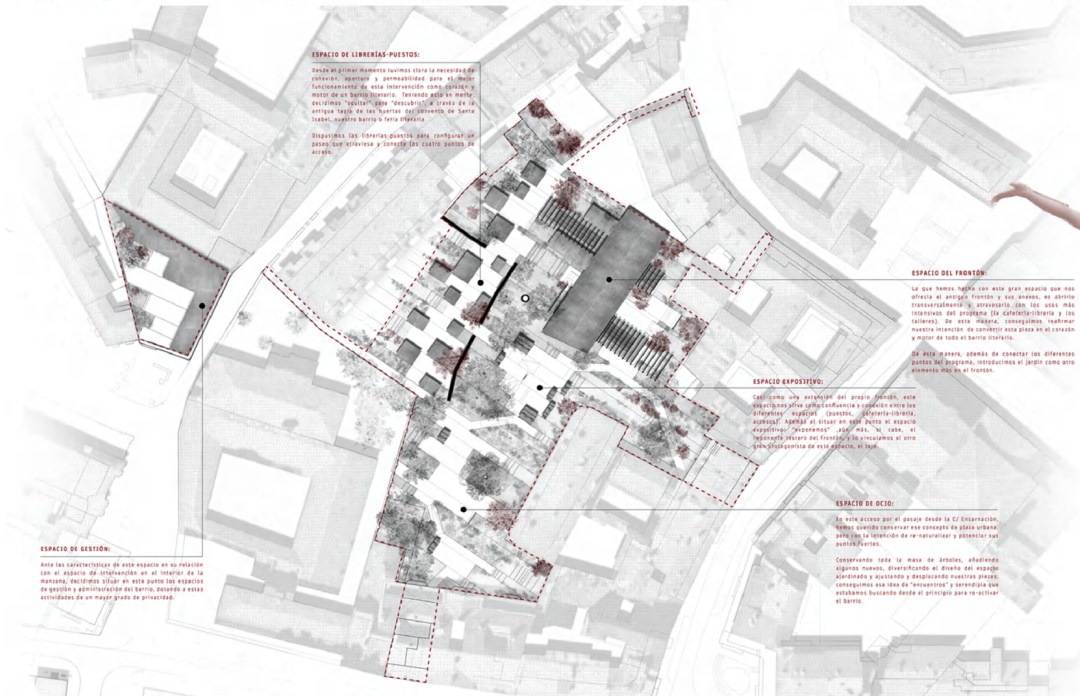 ESPACIO DE LIBRERÍAS-PUESTOS:
Desde el primer momento tuvimos clara la necesidad de
conexión, apertura y permeabilidad para el mejor
funcionamiento de esta intervención como corazón y
motor de un barrio literario. Teniendo esto en mente,
decidimos "ocultar" para "descubrir", a través de la
antigua tapia de las huertas del convento de Santa
Isabel, nuestro barrio o feria literaria.
Dispusimos las librerías-puestos para configurar un
paseo que atraviesa y conecta los cuatro puntos de
acceso.
ESPACIO DEL FRONTÓN:
Lo que hemos hecho con este gran espacio que nos
ofrecía el antiguo frontón y sus anexos, es abrirlo
transversalmente y atravesarlo con los usos más
intensivos del programa (la cafetería-librería y los
talleres). De esta manera, conseguimos reafirmar
nuestra intención de convertir esta pieza en el corazón
y motor de todo el barrio literario.
De esta manera, además de conectar los diferentes
puntos del programa, introducimos el jardín como otro
elemento más en el frontón.
ESPACIO EXPOSITIVO:
Casi como una extensión del propio frontón, este
espacio nos sirve como confluencia y conexión entre los
diferentes espacios (puestos, cafetería-librería,
accesos). Además al situar en este punto el espacio
expositivo, "exponemos" ,aún más, si cabe, el
imponente testero del frontón, y lo vinculamos al otro
gran protagonista de este espacio, el tejo.
ESPACIO DE OCIO:
En este acceso por el pasaje desde la C/ Encarnación,
hemos querido conservar ese concepto de plaza urbana,
pero con la intención de re-naturalizar y potenciar sus
puntos fuertes.
Conservando toda la masa de árboles, añadiendo
algunos nuevos, diversificando el diseño del espacio
ajardinado y ajustando y desplazando nuestras piezas,
conseguimos esa idea de "encuentros" y serendipia que
estabamos buscando desde el principio para re-activar
el barrio.
ESPACIO DE GESTIÓN:
Ante las características de este espacio en su relación
con el espacio de intervención en el interior de la
manzana, decidimos situar en este punto los espacios
de gestión y administración del barrio, dotando a estas
actividades de un mayor grado de privacidad.